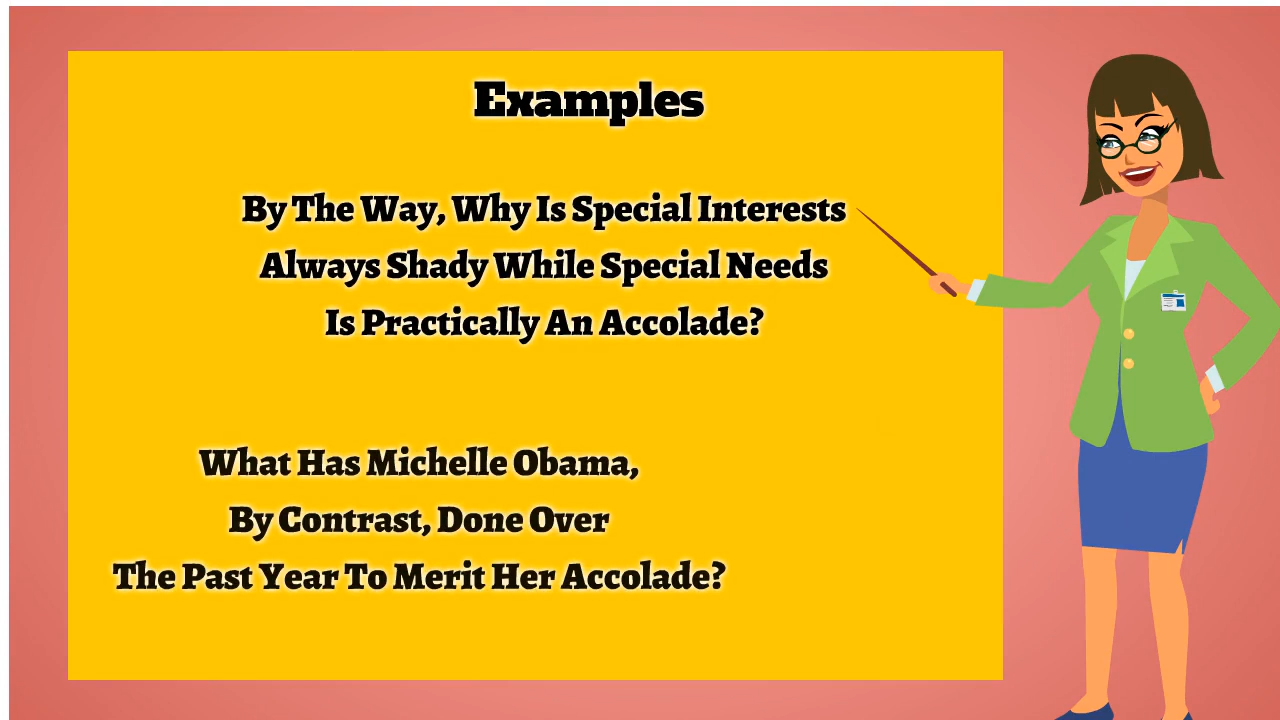 Examples
By The Way, Why Is Special Interests
Always Shady While Special Needs
Is Practically An Accolade?
What Has Michelle Obama,
By Contrast, Done Over
The Past Year To Merit Her Accolade?